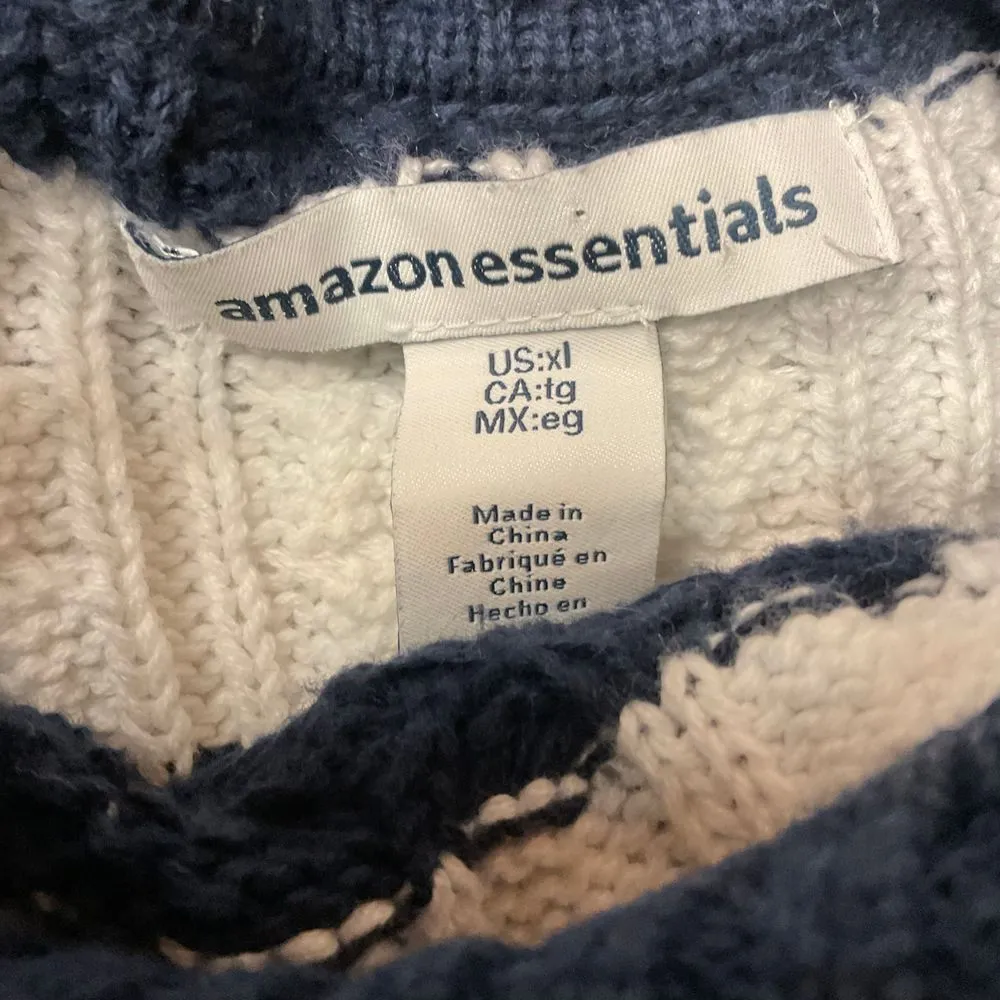 amazon essentials
US:xl
CA:tg
MX:eg
Made in
China
Fabriqué en
Chine
Hecho en